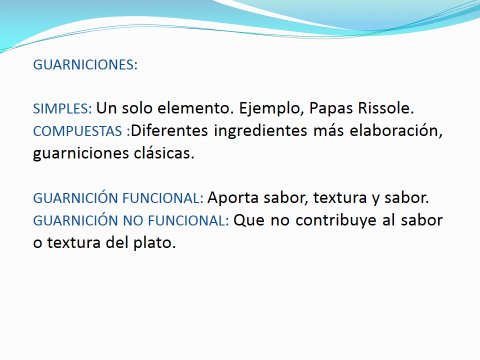 GUARNICIONES:
SIMPLES: Un solo elemento. Ejemplo, Papas Rissole.
COMPUESTAS :Diferentes ingredientes más elaboración,
guarniciones clásicas.
GUARNICIÓN FUNCIONAL: Aporta sabor, textura y sabor.
GUARNICIÓN NO FUNCIONAL: Que no contribuye al sabor
o textura del plato.